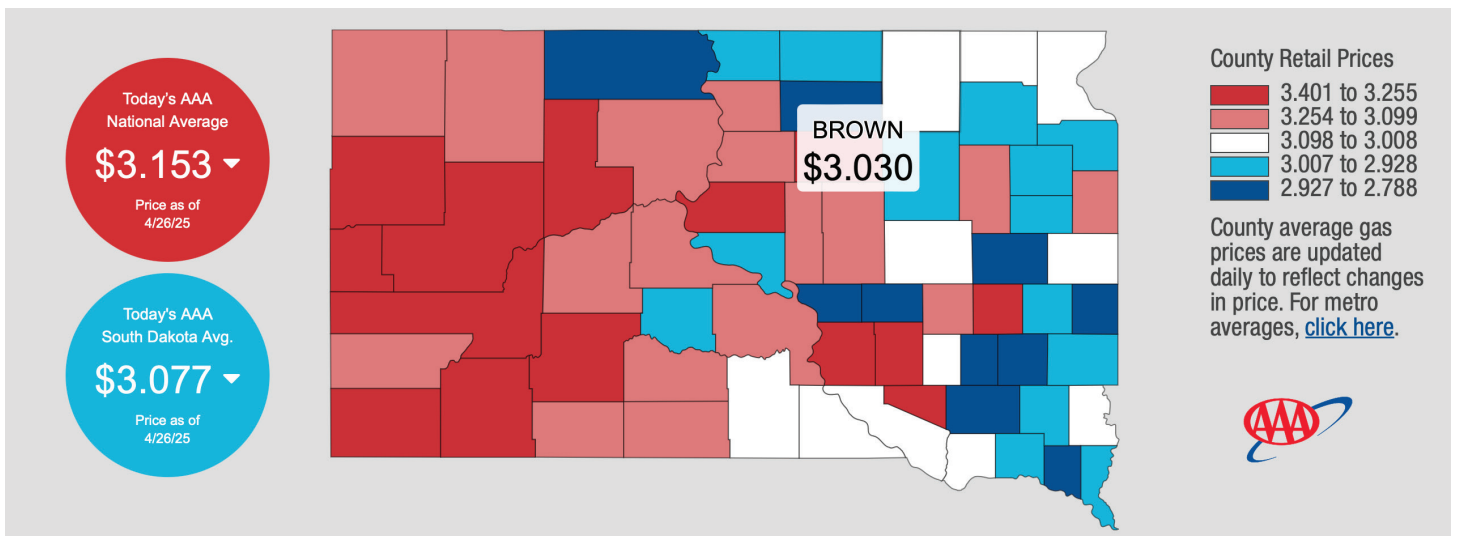 Today's AAA
National Average
$3.153
Price as of
4/26/25
Today's AAA
South Dakota Avg.
$3.077
Price as of
4/26/25
BROWN
$3.030
County Retail Prices
3.401 to 3.255
3.254 to 3.099
3.098 to 3.008
3.007 to 2.928
2.927 to 2.788
County average gas
prices are updated
daily to reflect changes
in price. For metro
averages, click here.
AAA